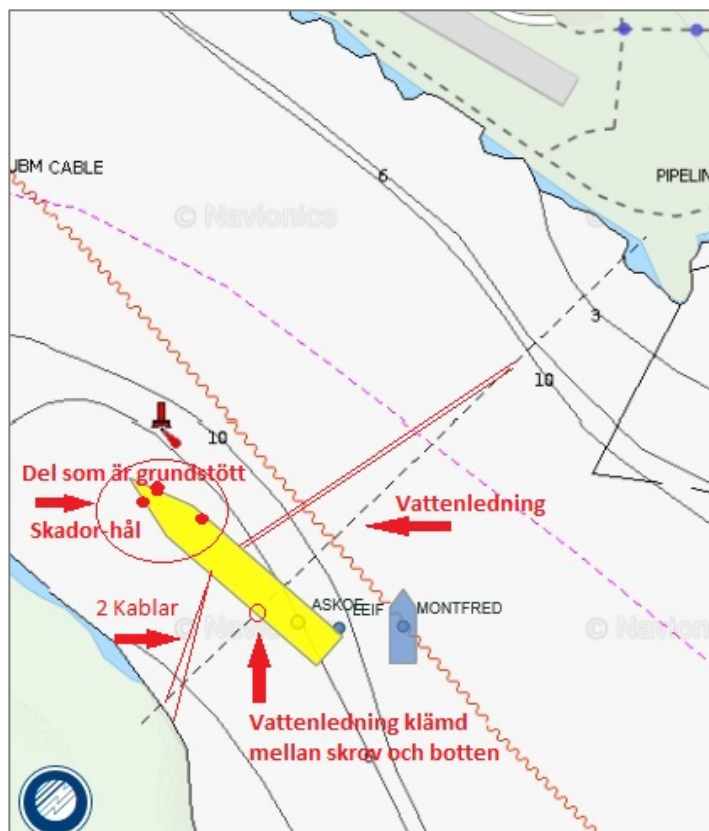 6
JBM CABLE
PIPELIN
© Navionics
3
10
10
Del som är grundstött
Skador-hål
Vattenledning
2 Kablar
ASKOE
LEIF
MONTFRED
© Navionics
© Navionics
Vattenledning klämd
mellan skrov och botten